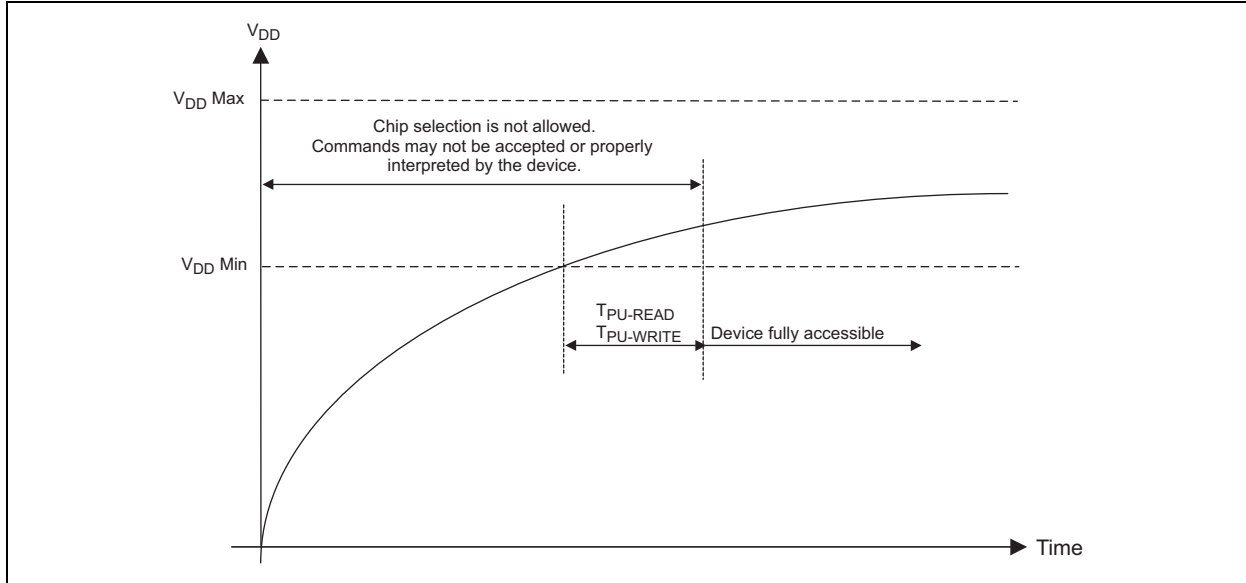 VDD
VDD Max
Chip selection is not allowed.
Commands may not be accepted or properly
interpreted by the device.
VDD Min
TPU-READ
TPU-WRITE
Device fully accessible
Time